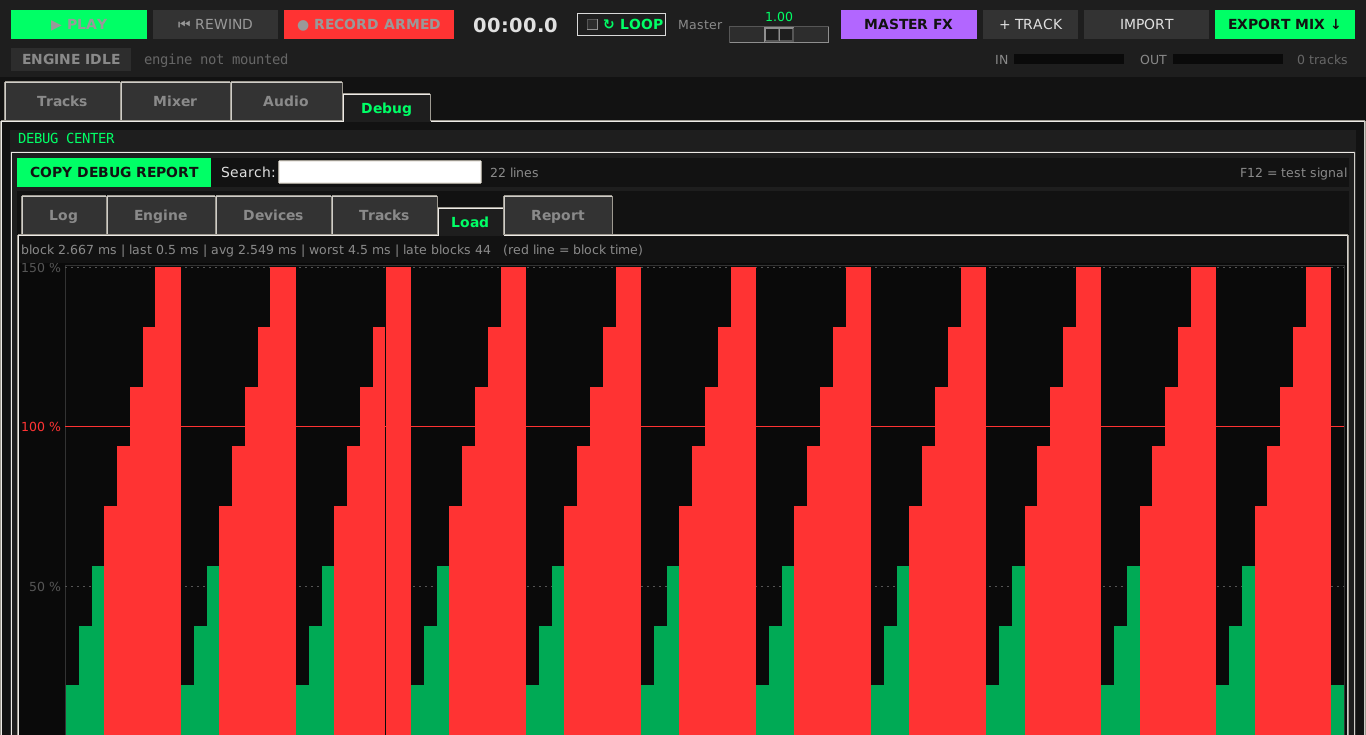 ▶ PLAY
⏮ REWIND
● RECORD ARMED
00:00.0
↻ LOOP
Master
1.00
MASTER FX
+ TRACK
IMPORT
EXPORT MIX ↓
ENGINE IDLE
engine not mounted
IN
OUT
0 tracks
Tracks
Mixer
Audio
Debug
DEBUG CENTER
COPY DEBUG REPORT
Search:
22 lines
F12 = test signal
Log
Engine
Devices
Tracks
Load
Report
block 2.667 ms | last 0.5 ms | avg 2.549 ms | worst 4.5 ms | late blocks 44 (red line = block time)
150 %
100 %
50 %